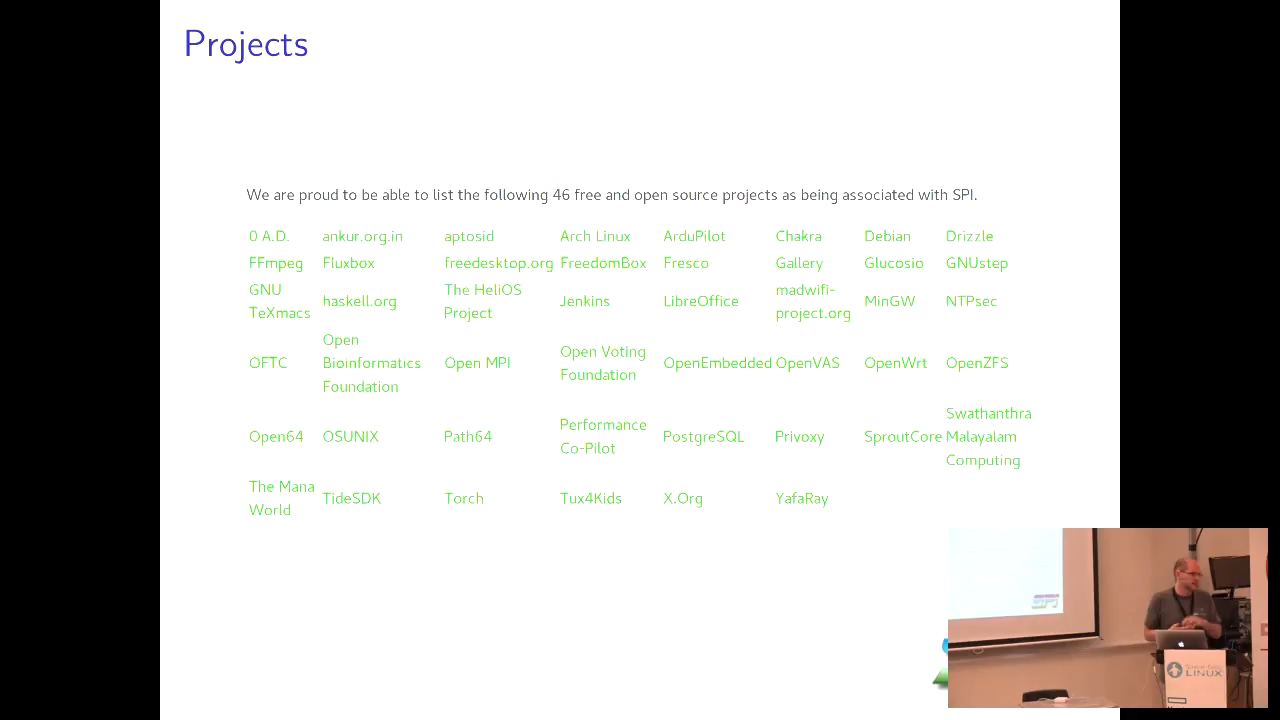 Projects
We are proud to be able to list the following 46 free and open source projects as being associated with SPI.
0 A.D. ankur.org.in aptosid Arch Linux ArduPilot Chakra Debian Drizzle
FFmpeg Fluxbox freedesktop.org FreedomBox Fresco Gallery Glucosio GNUstep
GNU TeXmacs haskell.org The HeliOS Project Jenkins LibreOffice madwifi-project.org MinGW NTPsec
OFTC Open Bioinformatics Foundation Open MPI Open Voting Foundation OpenEmbedded OpenVAS OpenWrt OpenZFS
Open64 OSUNIX Path64 Performance Co-Pilot PostgreSQL Privoxy SproutCore Swathanthra Malayalam Computing
The Mana World TideSDK Torch Tux4Kids X.Org YafaRay
LINUX